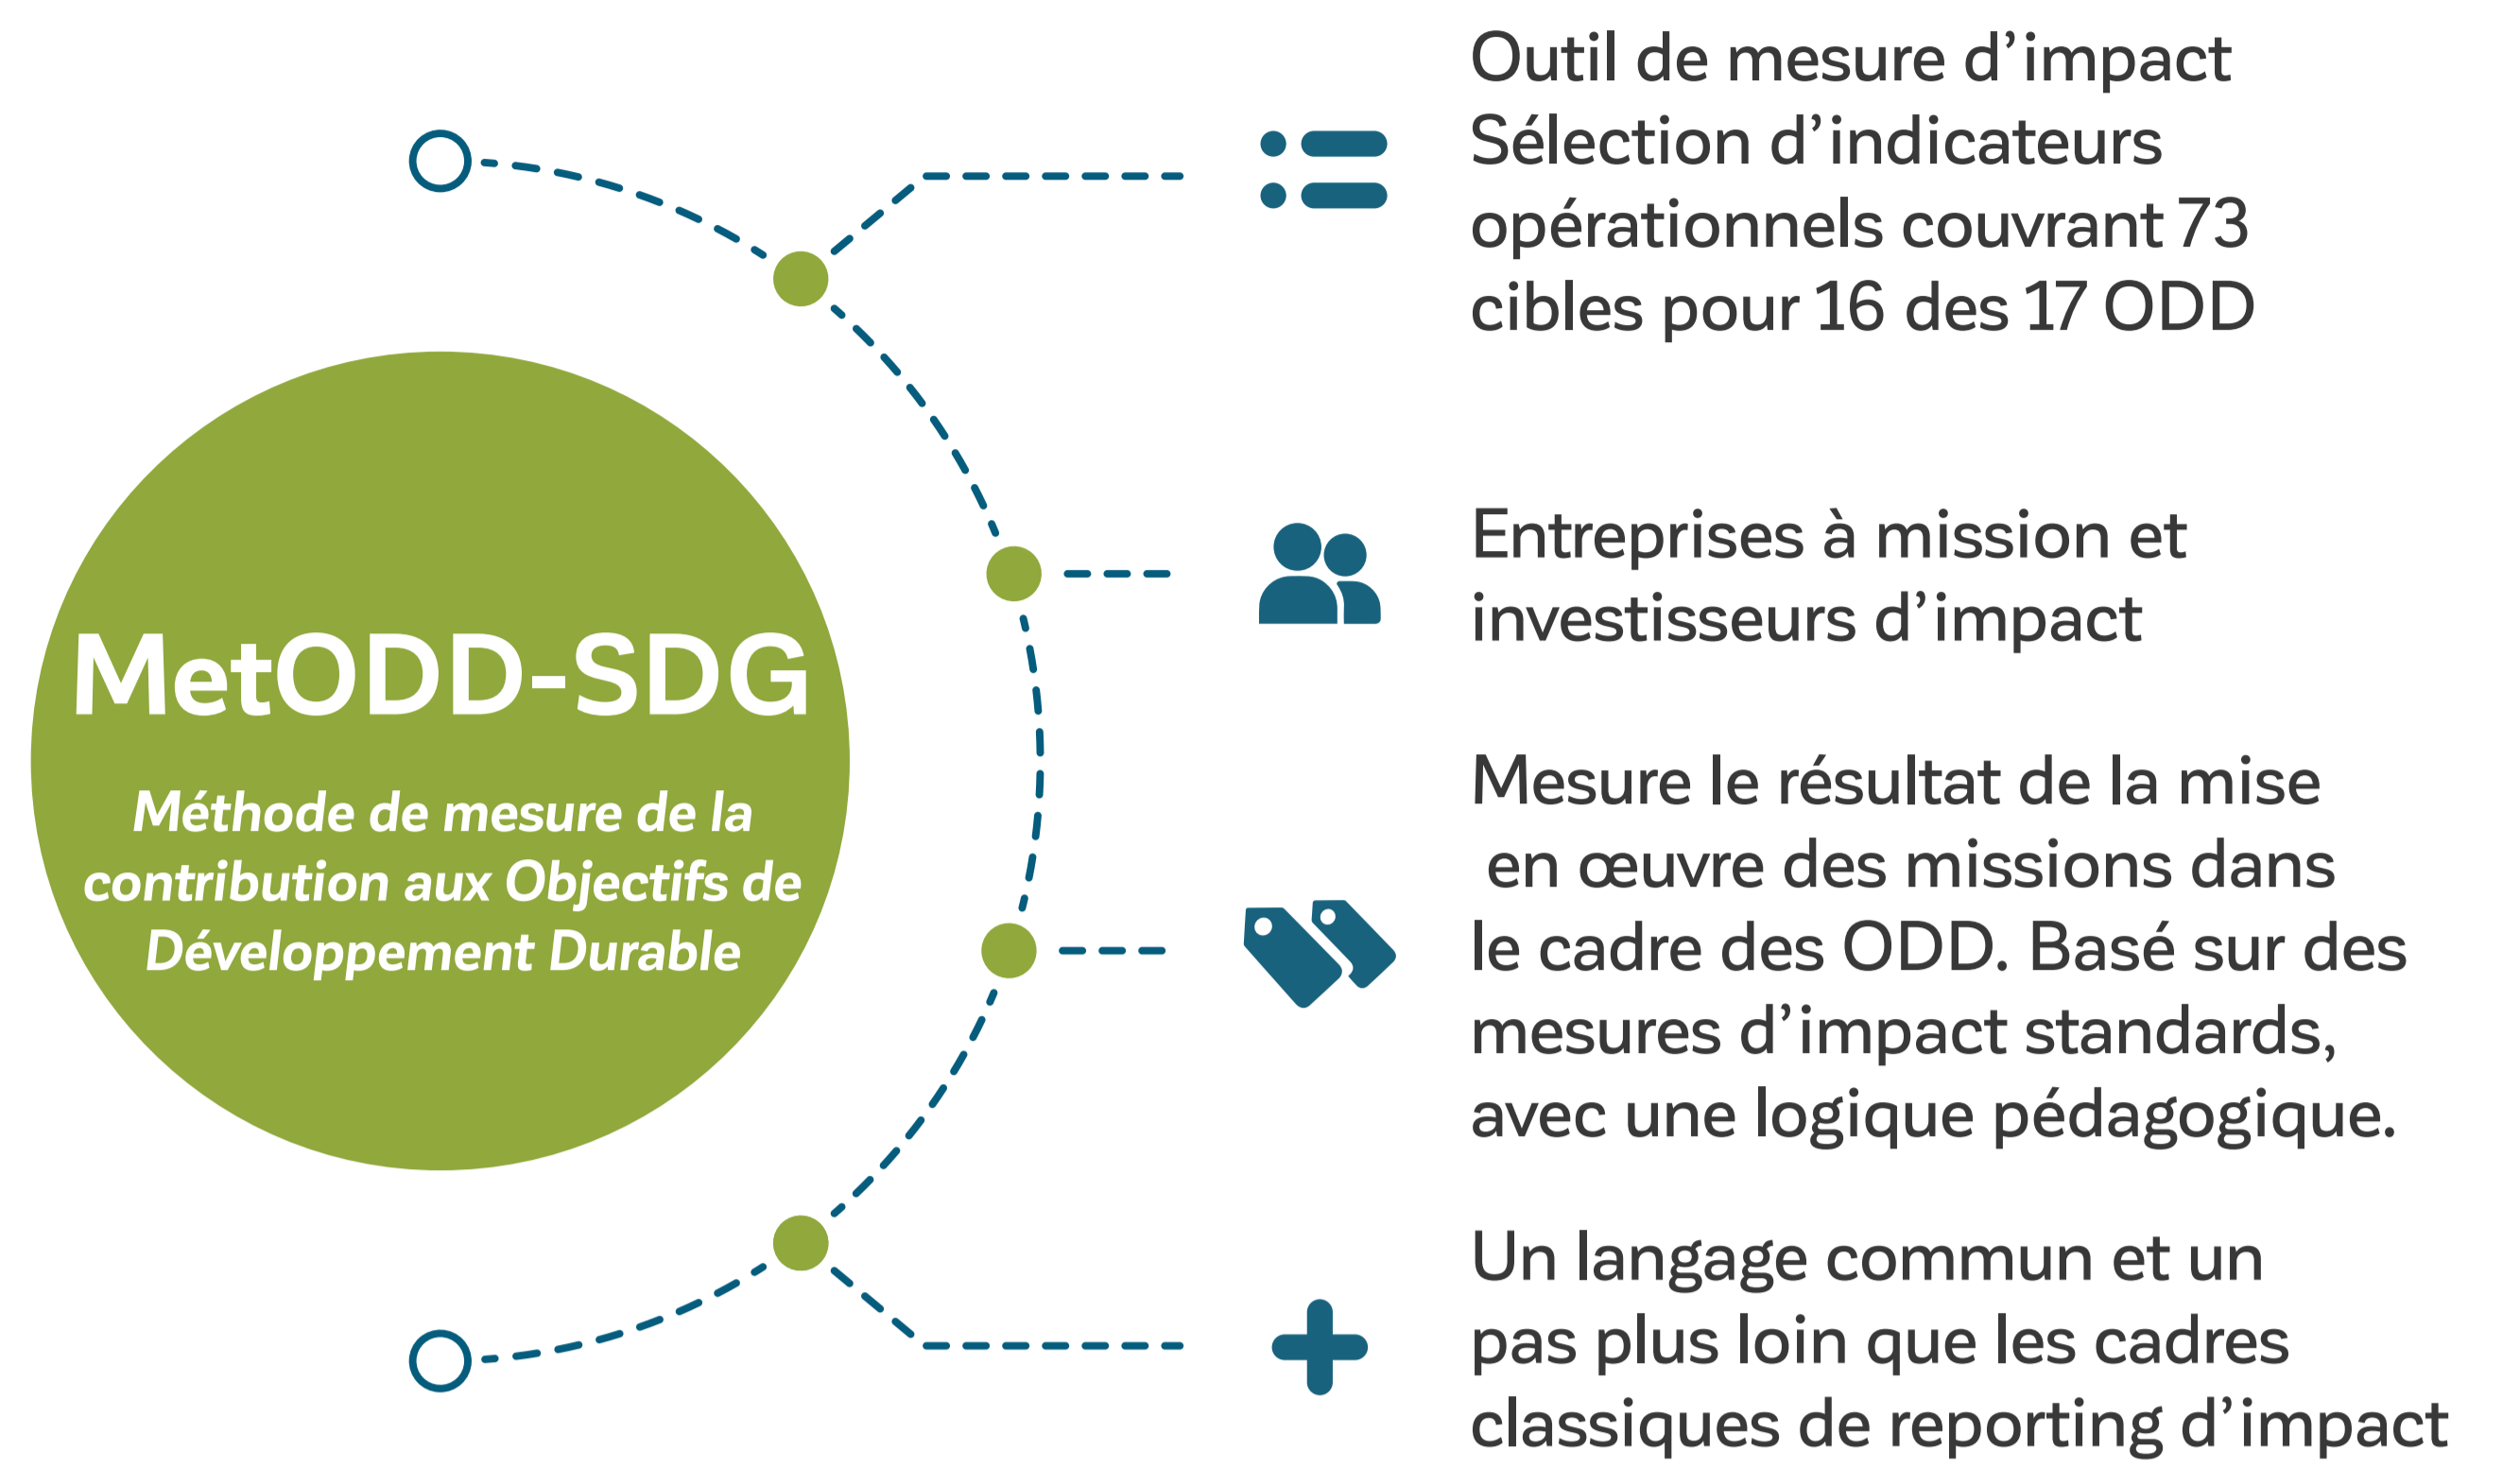 MetODD-SDG
Méthode de mesure de la
contribution aux Objectifs de
Développement Durable
Outil de mesure d’impact
Sélection d’indicateurs
opérationnels couvrant 73
cibles pour 16 des 17 ODD
Entreprises à mission et
investisseurs d’impact
Mesure le résultat de la mise
en œuvre des missions dans
le cadre des ODD. Basé sur des
mesures d’impact standards,
avec une logique pédagogique.
Un langage commun et un
pas plus loin que les cadres
classiques de reporting d’impact